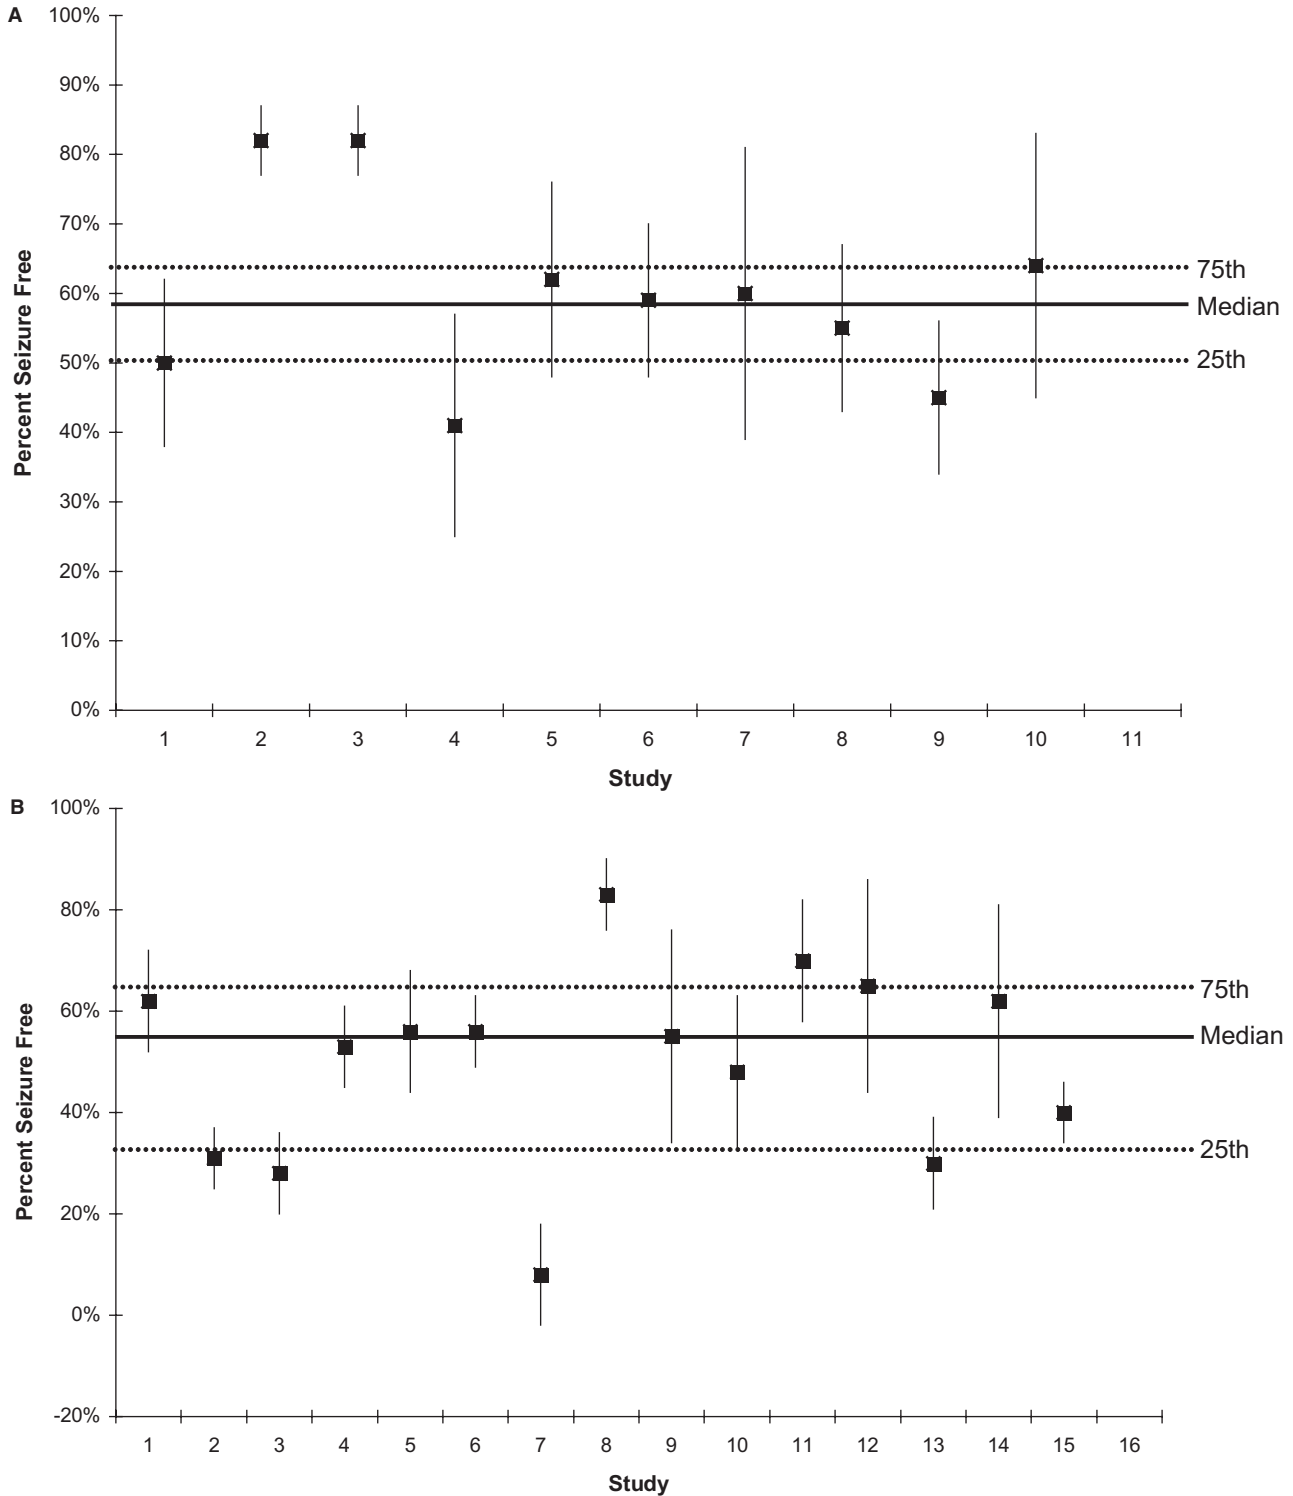 A
100%
90%
80%
70%
75th
60%
Median
50%
25th
40%
30%
20%
10%
0%
Percent Seizure Free
1 2 3 4 5 6 7 8 9 10 11
Study
B
100%
80%
75th
60%
Median
40%
25th
20%
0%
-20%
Percent Seizure Free
1 2 3 4 5 6 7 8 9 10 11 12 13 14 15 16
Study